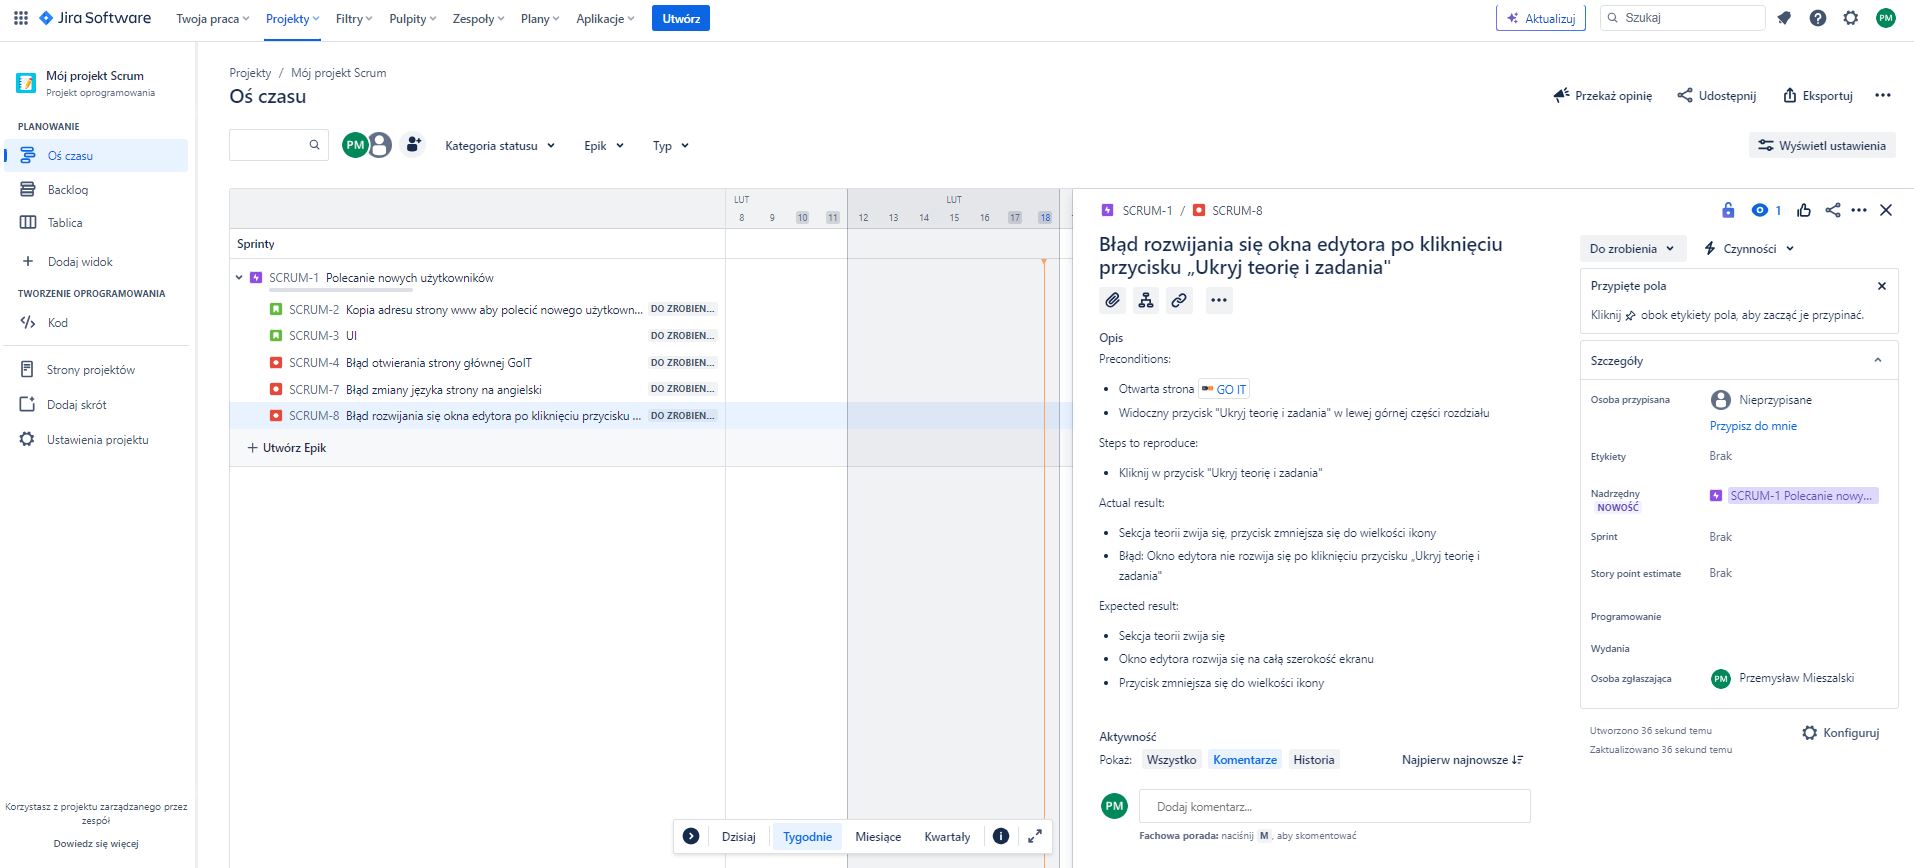 Jira Software
Twoja praca
Projekty
Filtry
Pulpity
Zespoły
Plany
Aplikacje
Utwórz
Aktualizuj
Szukaj
PM
Mój projekt Scrum
Projekt oprogramowania
PLANOWANIE
Oś czasu
Backlog
Tablica
Dodaj widok
TWORZENIE OPROGRAMOWANIA
Kod
Strony projektów
Dodaj skrót
Ustawienia projektu
Korzystasz z projektu zarządzanego przez
zespół
Dowiedz się więcej
Projekty / Mój projekt Scrum
Oś czasu
Przekaż opinię
Udostępnij
Eksportuj
PM
Kategoria statusu
Epik
Typ
Wyświetl ustawienia
LUT LUT
8 9 10 11 12 13 14 15 16 17 18
Sprinty
SCRUM-1 Polecanie nowych użytkowników
SCRUM-2 Kopia adresu strony www aby polecić nowego użytkown... DO ZROBIEN...
SCRUM-3 UI DO ZROBIEN...
SCRUM-4 Błąd otwierania strony głównej GoIT DO ZROBIEN...
SCRUM-7 Błąd zmiany języka strony na angielski DO ZROBIEN...
SCRUM-8 Błąd rozwijania się okna edytora po kliknięciu przycisku ... DO ZROBIEN...
+ Utwórz Epik
Dzisiaj
Tygodnie
Miesiące
Kwartały
SCRUM-1 / SCRUM-8
1
Błąd rozwijania się okna edytora po kliknięciu
przycisku „Ukryj teorię i zadania"
Opis
Preconditions:
• Otwarta strona GO IT
• Widoczny przycisk "Ukryj teorię i zadania" w lewej górnej części rozdziału
Steps to reproduce:
• Kliknij w przycisk "Ukryj teorię i zadania"
Actual result:
• Sekcja teorii zwija się, przycisk zmniejsza się do wielkości ikony
• Błąd: Okno edytora nie rozwija się po kliknięciu przycisku „Ukryj teorię i
zadania"
Expected result:
• Sekcja teorii zwija się
• Okno edytora rozwija się na całą szerokość ekranu
• Przycisk zmniejsza się do wielkości ikony
Aktywność
Pokaż: Wszystko Komentarze Historia Najpierw najnowsze
PM
Dodaj komentarz...
Fachowa porada: naciśnij M, aby skomentować
Do zrobienia
Czynności
Przypięte pola
Kliknij obok etykiety pola, aby zacząć je przypinać.
Szczegóły
Osoba przypisana Nieprzypisane
Przypisz do mnie
Etykiety Brak
Nadrzędny SCRUM-1 Polecanie nowy...
NOWOŚĆ
Sprint Brak
Story point estimate Brak
Programowanie
Wydania
Osoba zgłaszająca PM Przemysław Mieszalski
Utworzono 36 sekund temu
Zaktualizowano 36 sekund temu
Konfiguruj